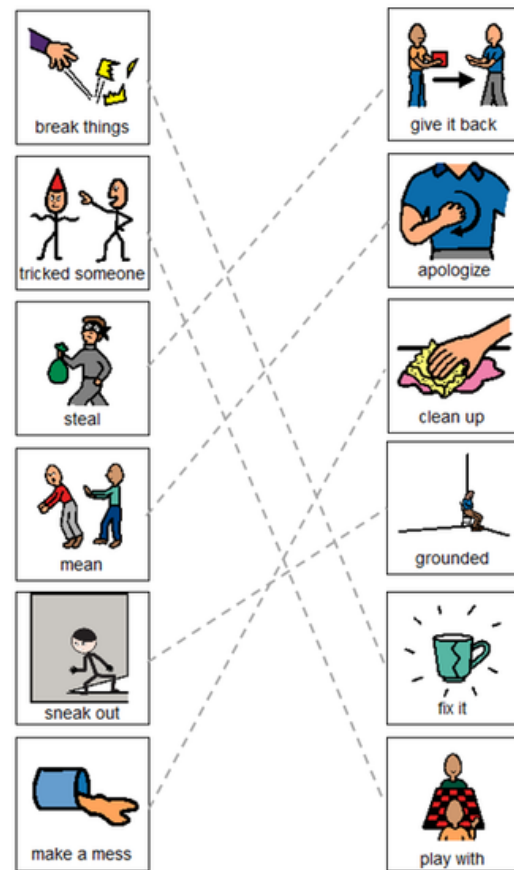 break things
give it back
tricked someone
apologize
steal
clean up
mean
grounded
sneak out
fix it
make a mess
play with